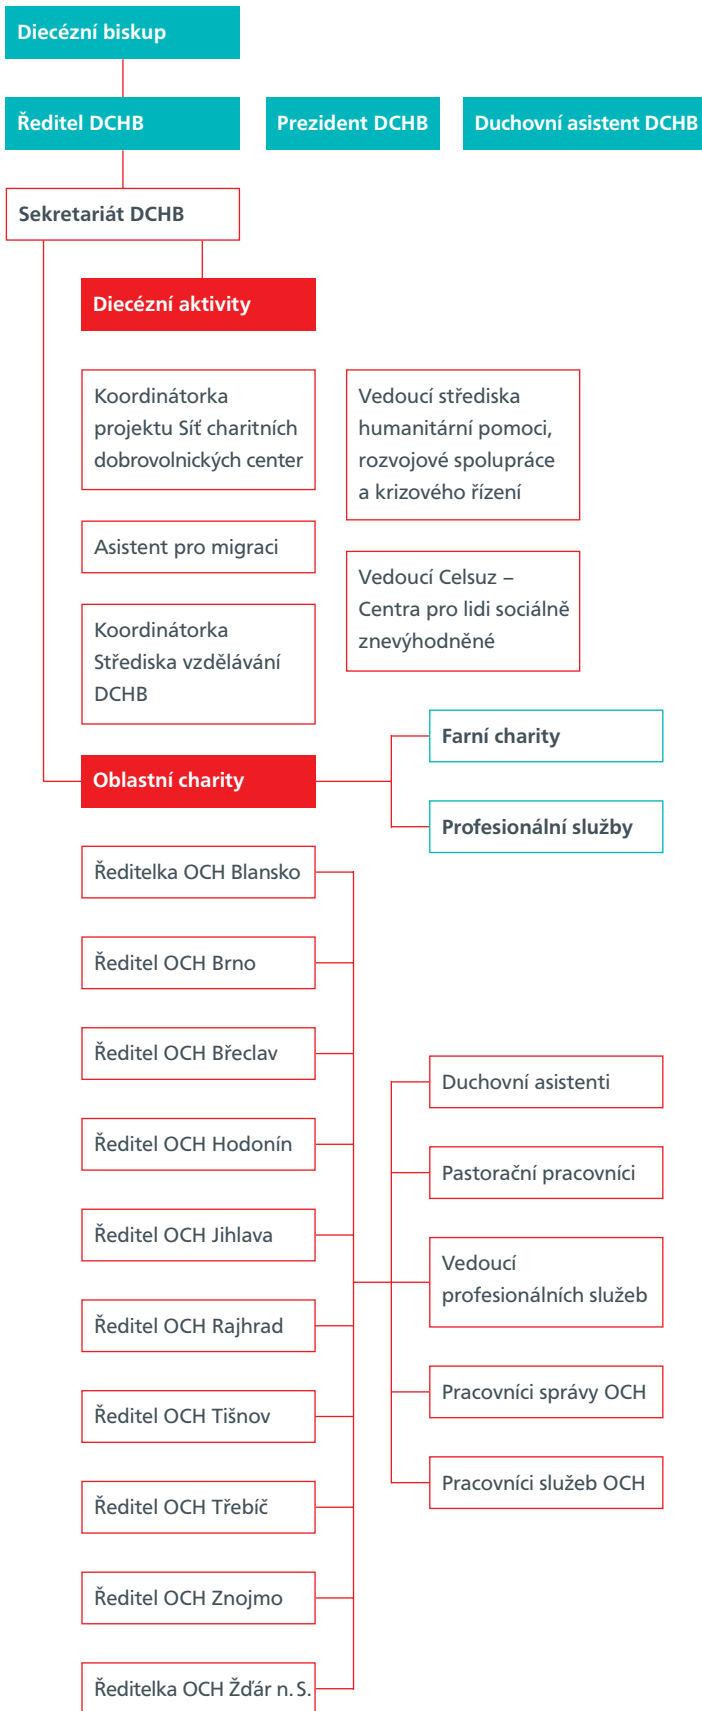 Diecézní biskup
Ředitel DCHB
Prezident DCHB
Duchovní asistent DCHB
Sekretariát DCHB
Diecézní aktivity
Koordinátorka
projektu Síť charitních
dobrovolnických center
Vedoucí střediska
humanitární pomoci,
rozvojové spolupráce
a krizového řízení
Asistent pro migraci
Vedoucí Celsuz –
Centra pro lidi sociálně
znevýhodněné
Koordinátorka
Střediska vzdělávání
DCHB
Farní charity
Oblastní charity
Profesionální služby
Ředitelka OCH Blansko
Ředitel OCH Brno
Ředitel OCH Břeclav
Ředitel OCH Hodonín
Ředitel OCH Jihlava
Ředitel OCH Rajhrad
Ředitel OCH Tišnov
Ředitel OCH Třebíč
Ředitel OCH Znojmo
Ředitelka OCH Žďár n. S.
Duchovní asistenti
Pastorační pracovníci
Vedoucí
profesionálních služeb
Pracovníci správy OCH
Pracovníci služeb OCH